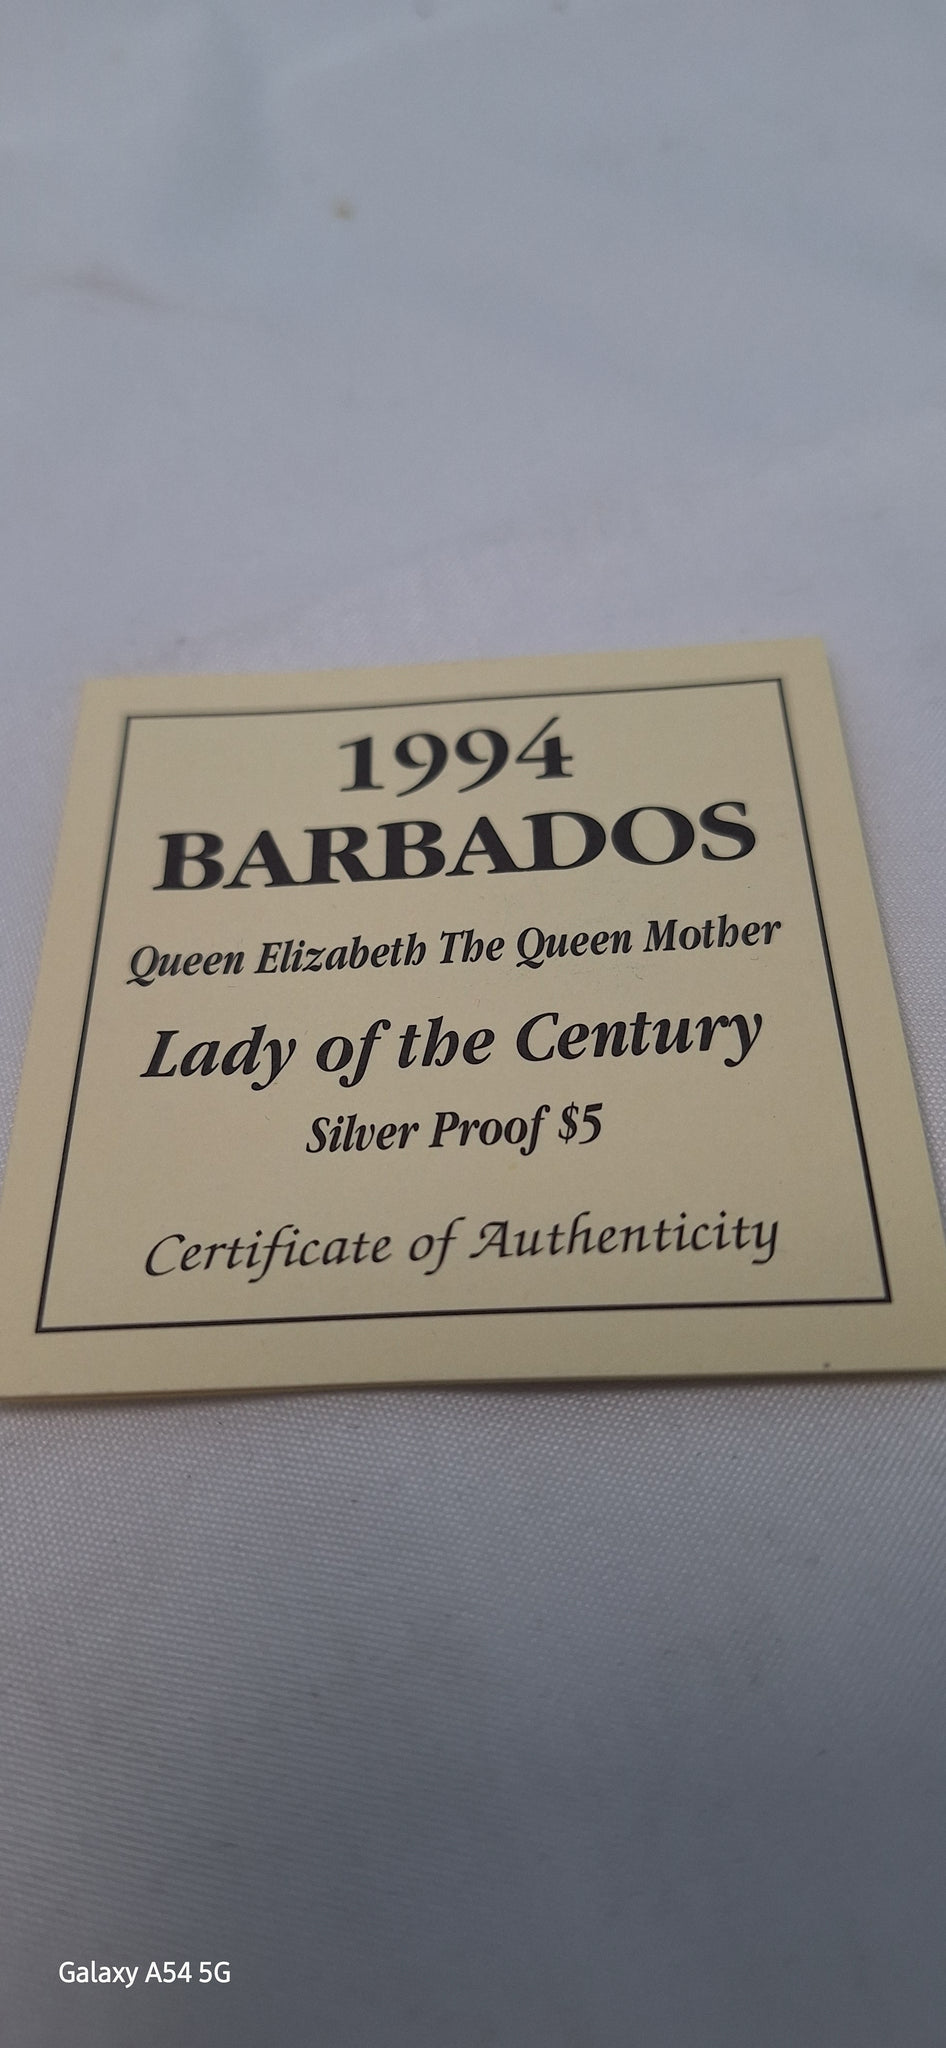 1994
BARBADOS
Queen Elizabeth The Queen Mother
Lady of the Century
Silver Proof $5
Certificate of Authenticity
Galaxy A54 5G